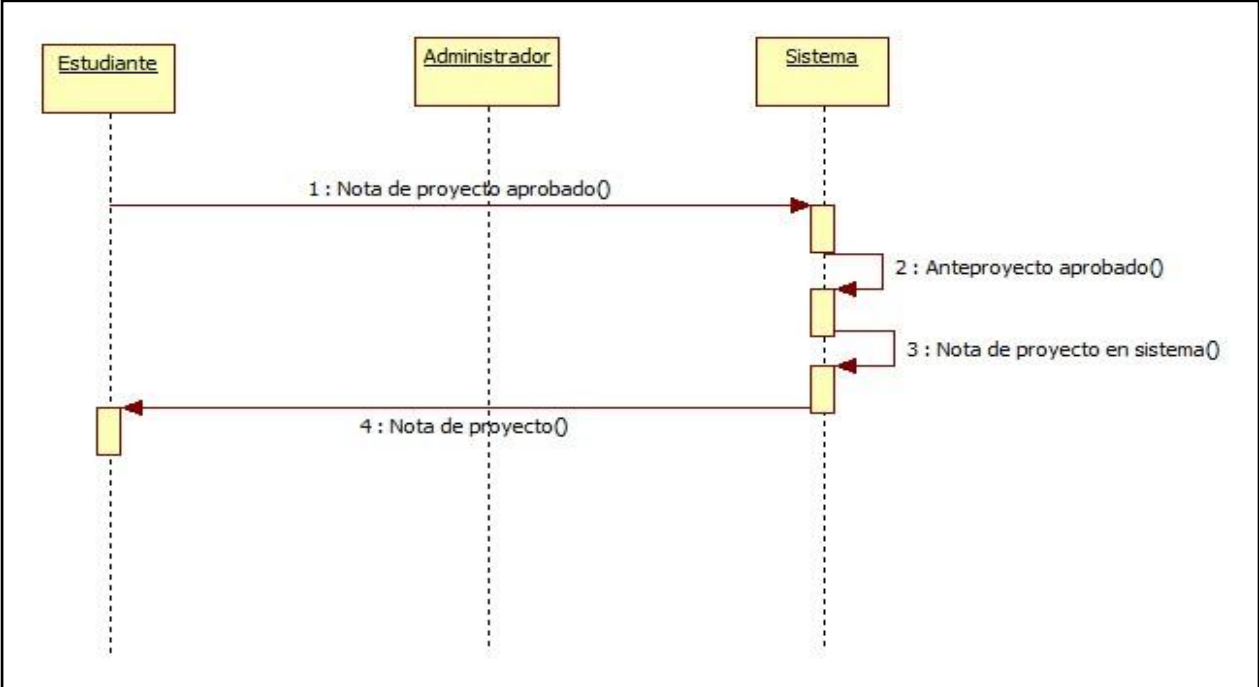 Estudiante
Administrador
Sistema
1 : Nota de proyecto aprobado()
2 : Anteproyecto aprobado()
3 : Nota de proyecto en sistema()
4 : Nota de proyecto()